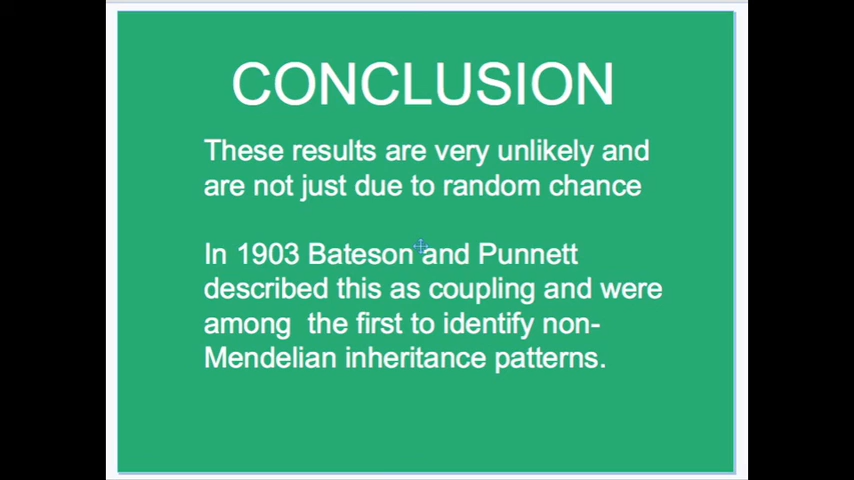 CONCLUSION
These results are very unlikely and
are not just due to random chance
In 1903 Bateson and Punnett
described this as coupling and were
among the first to identify non-
Mendelian inheritance patterns.